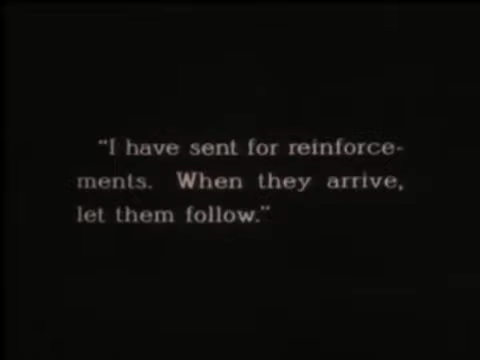 "I have sent for reinforce-
ments. When they arrive,
let them follow."